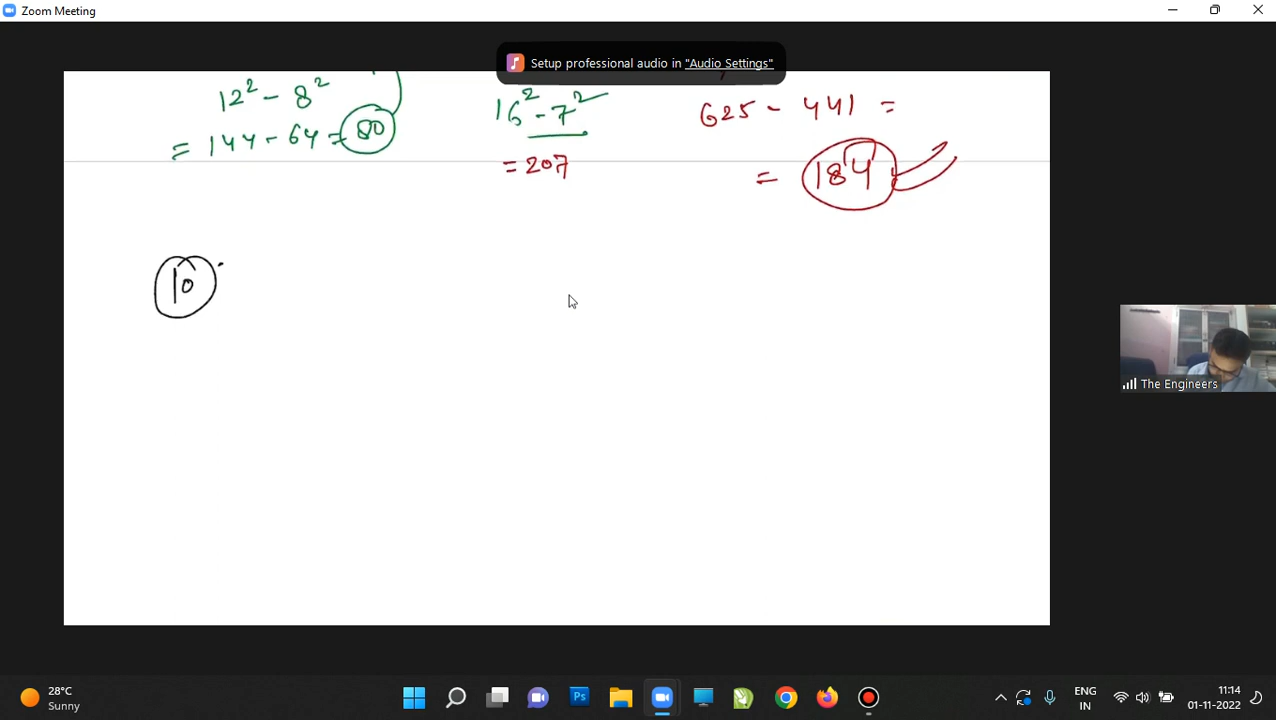 Zoom Meeting
Setup professional audio in "Audio Settings"
12² - 8²
= 144 - 64 = 80
16² - 7²
= 207
625 - 441 =
= 184
10
The Engineers
28°C
Sunny
ENG
IN
11:14
01-11-2022